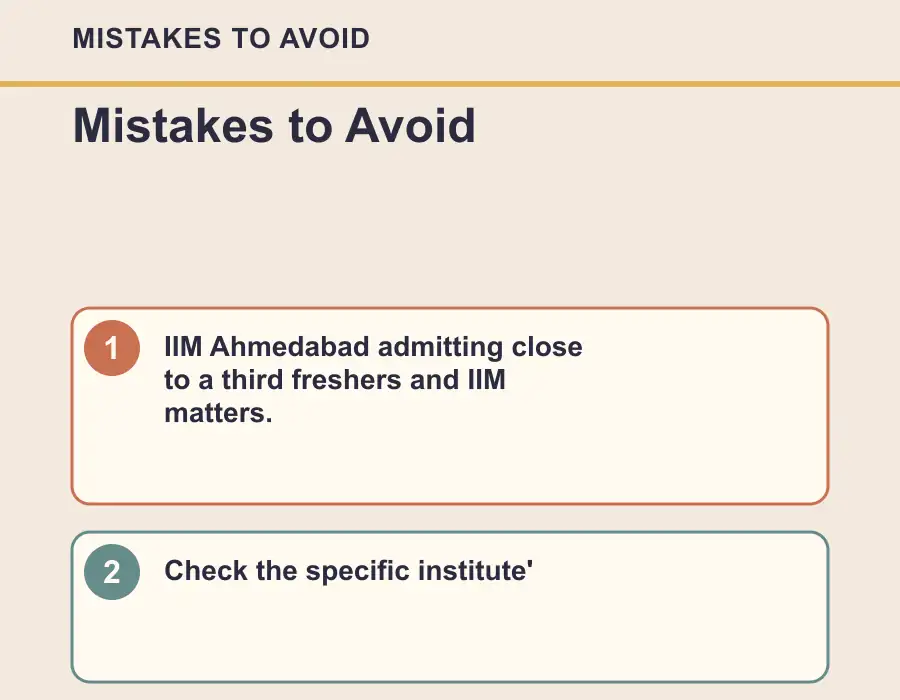 MISTAKES TO AVOID
Mistakes to Avoid
1
IIM Ahmedabad admitting close
to a third freshers and IIM
matters.
2
Check the specific institute'